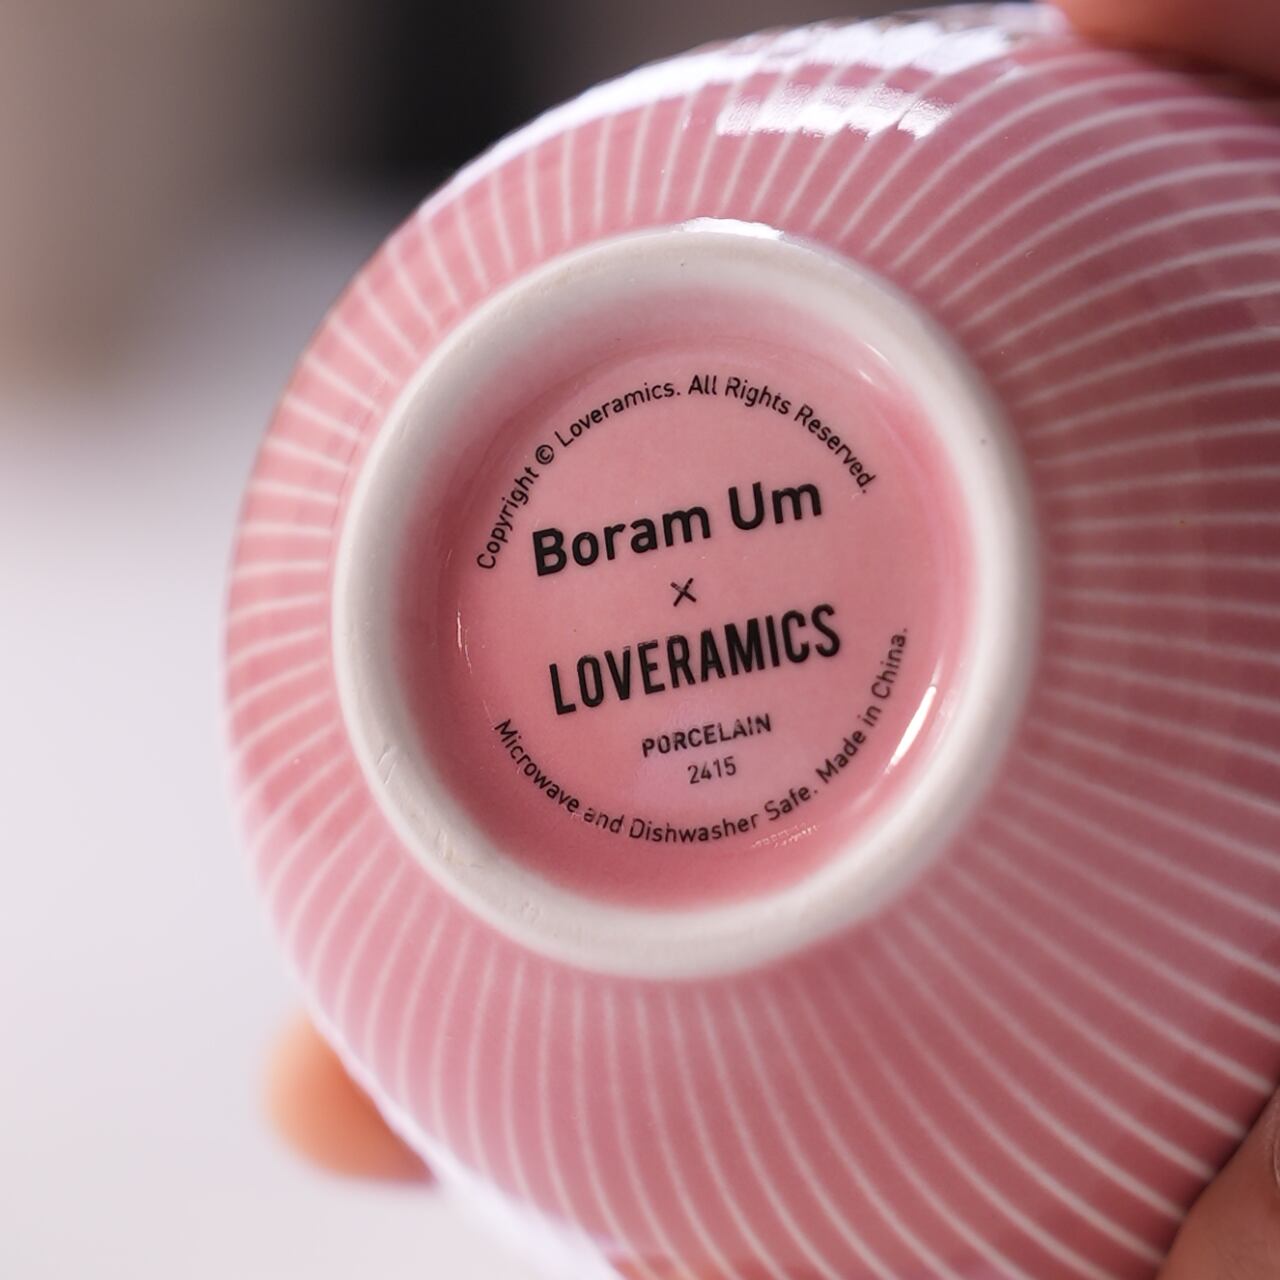 Copyright © Loveramics. All Rights Reserved.
Boram Um
×
LOVERAMICS
PORCELAIN
2415
Microwave and Dishwasher Safe. Made in China.